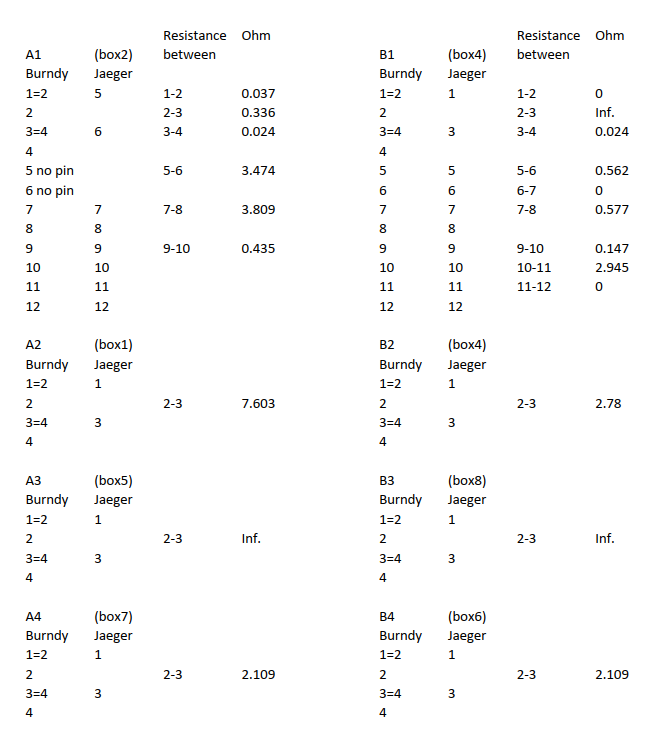 Resistance Ohm
A1 (box2) between
Burndy Jaeger
1=2 5 1-2 0.037
2 2-3 0.336
3=4 6 3-4 0.024
4
5 no pin 5-6 3.474
6 no pin
7 7 7-8 3.809
8 8
9 9 9-10 0.435
10 10
11 11
12 12
A2 (box1)
Burndy Jaeger
1=2 1
2 2-3 7.603
3=4 3
4
A3 (box5)
Burndy Jaeger
1=2 1
2 2-3 Inf.
3=4 3
4
A4 (box7)
Burndy Jaeger
1=2 1
2 2-3 2.109
3=4 3
4
Resistance Ohm
B1 (box4) between
Burndy Jaeger
1=2 1 1-2 0
2 2-3 Inf.
3=4 3 3-4 0.024
4
5 5 5-6 0.562
6 6 6-7 0
7 7 7-8 0.577
8 8
9 9 9-10 0.147
10 10 10-11 2.945
11 11 11-12 0
12 12
B2 (box4)
Burndy Jaeger
1=2 1
2 2-3 2.78
3=4 3
4
B3 (box8)
Burndy Jaeger
1=2 1
2 2-3 Inf.
3=4 3
4
B4 (box6)
Burndy Jaeger
1=2 1
2 2-3 2.109
3=4 3
4